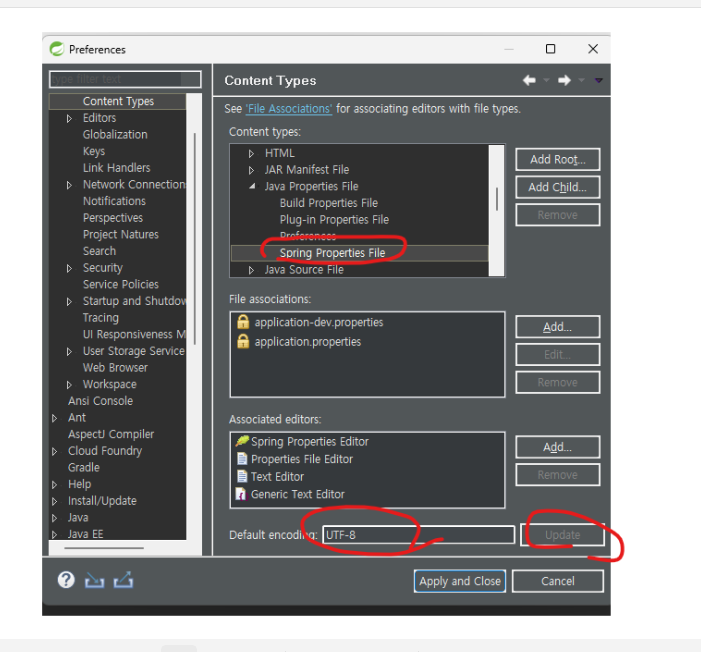 Preferences
type filter text
Content Types
Editors
Globalization
Keys
Link Handlers
Network Connection
Notifications
Perspectives
Project Natures
Search
Security
Service Policies
Startup and Shutdow
Tracing
UI Responsiveness M
User Storage Service
Web Browser
Workspace
Ansi Console
Ant
AspectJ Compiler
Cloud Foundry
Gradle
Help
Install/Update
Java
Java EE
Content Types
See 'File Associations' for associating editors with file types.
Content types:
HTML
JAR Manifest File
Java Properties File
Build Properties File
Plug-in Properties File
Preferences
Spring Properties File
Java Source File
Add Root...
Add Child...
Remove
File associations:
application-dev.properties
application.properties
Add...
Edit...
Remove
Associated editors:
Spring Properties Editor
Properties File Editor
Text Editor
Generic Text Editor
Add...
Remove
Default encoding: UTF-8
Update
Apply and Close
Cancel